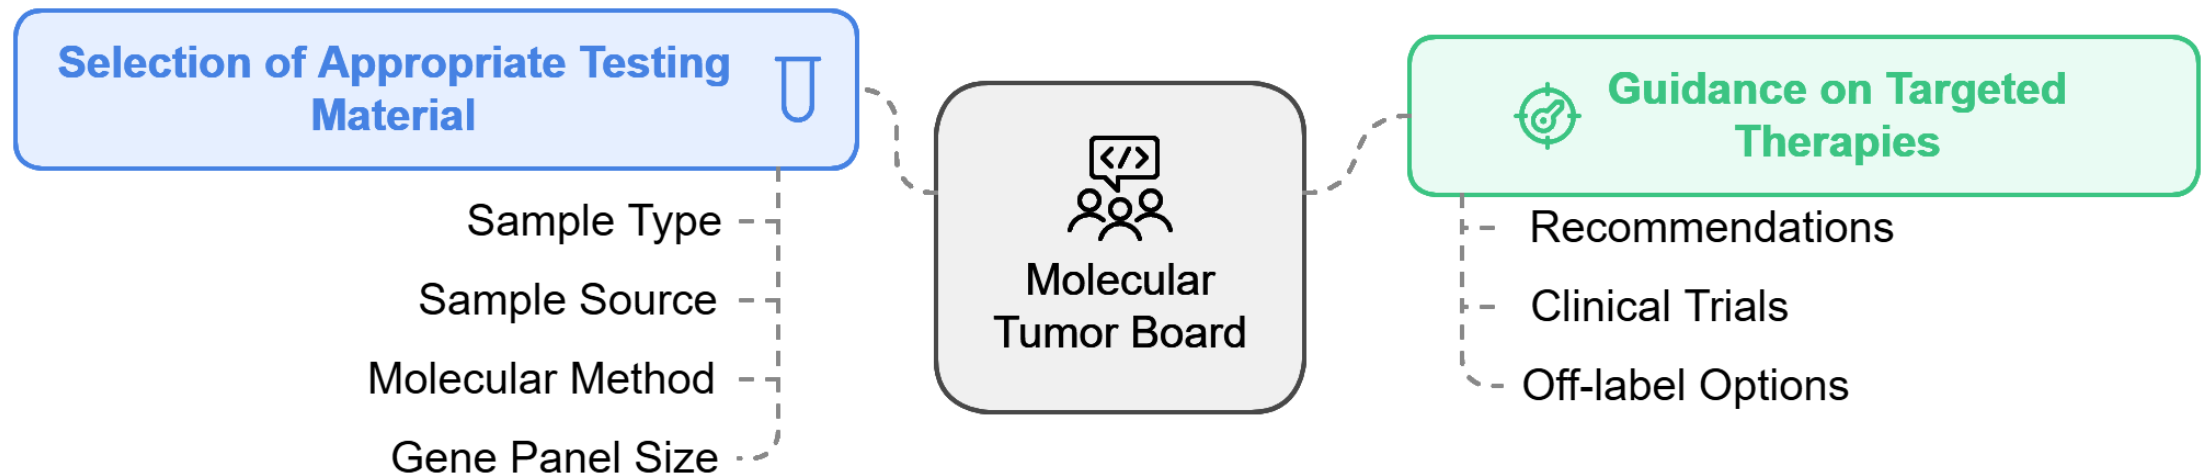 Selection of Appropriate Testing
Material
Sample Type
Sample Source
Molecular Method
Gene Panel Size
</>
Molecular
Tumor Board
Guidance on Targeted
Therapies
Recommendations
Clinical Trials
Off-label Options